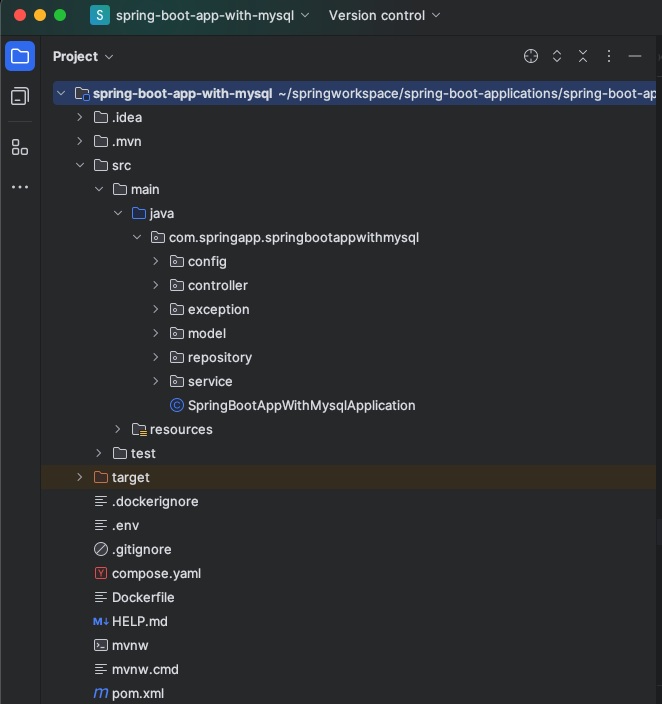 S spring-boot-app-with-mysql Version control
Project
spring-boot-app-with-mysql ~/springworkspace/spring-boot-applications/spring-boot-ap
.idea
.mvn
src
main
java
com.springapp.springbootappwithmysql
config
controller
exception
model
repository
service
C SpringBootAppWithMysqlApplication
resources
test
target
.dockerignore
.env
.gitignore
Y compose.yaml
Dockerfile
M↓ HELP.md
mvnw
mvnw.cmd
m pom.xml